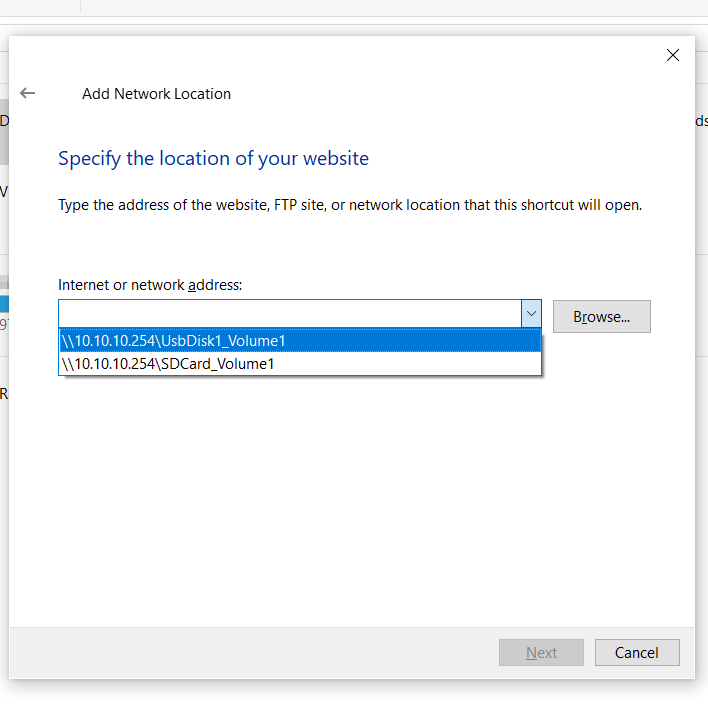 Add Network Location
Specify the location of your website
Type the address of the website, FTP site, or network location that this shortcut will open.
Internet or network address:
Browse...
\\10.10.10.254\UsbDisk1_Volume1
\\10.10.10.254\SDCard_Volume1
Next
Cancel